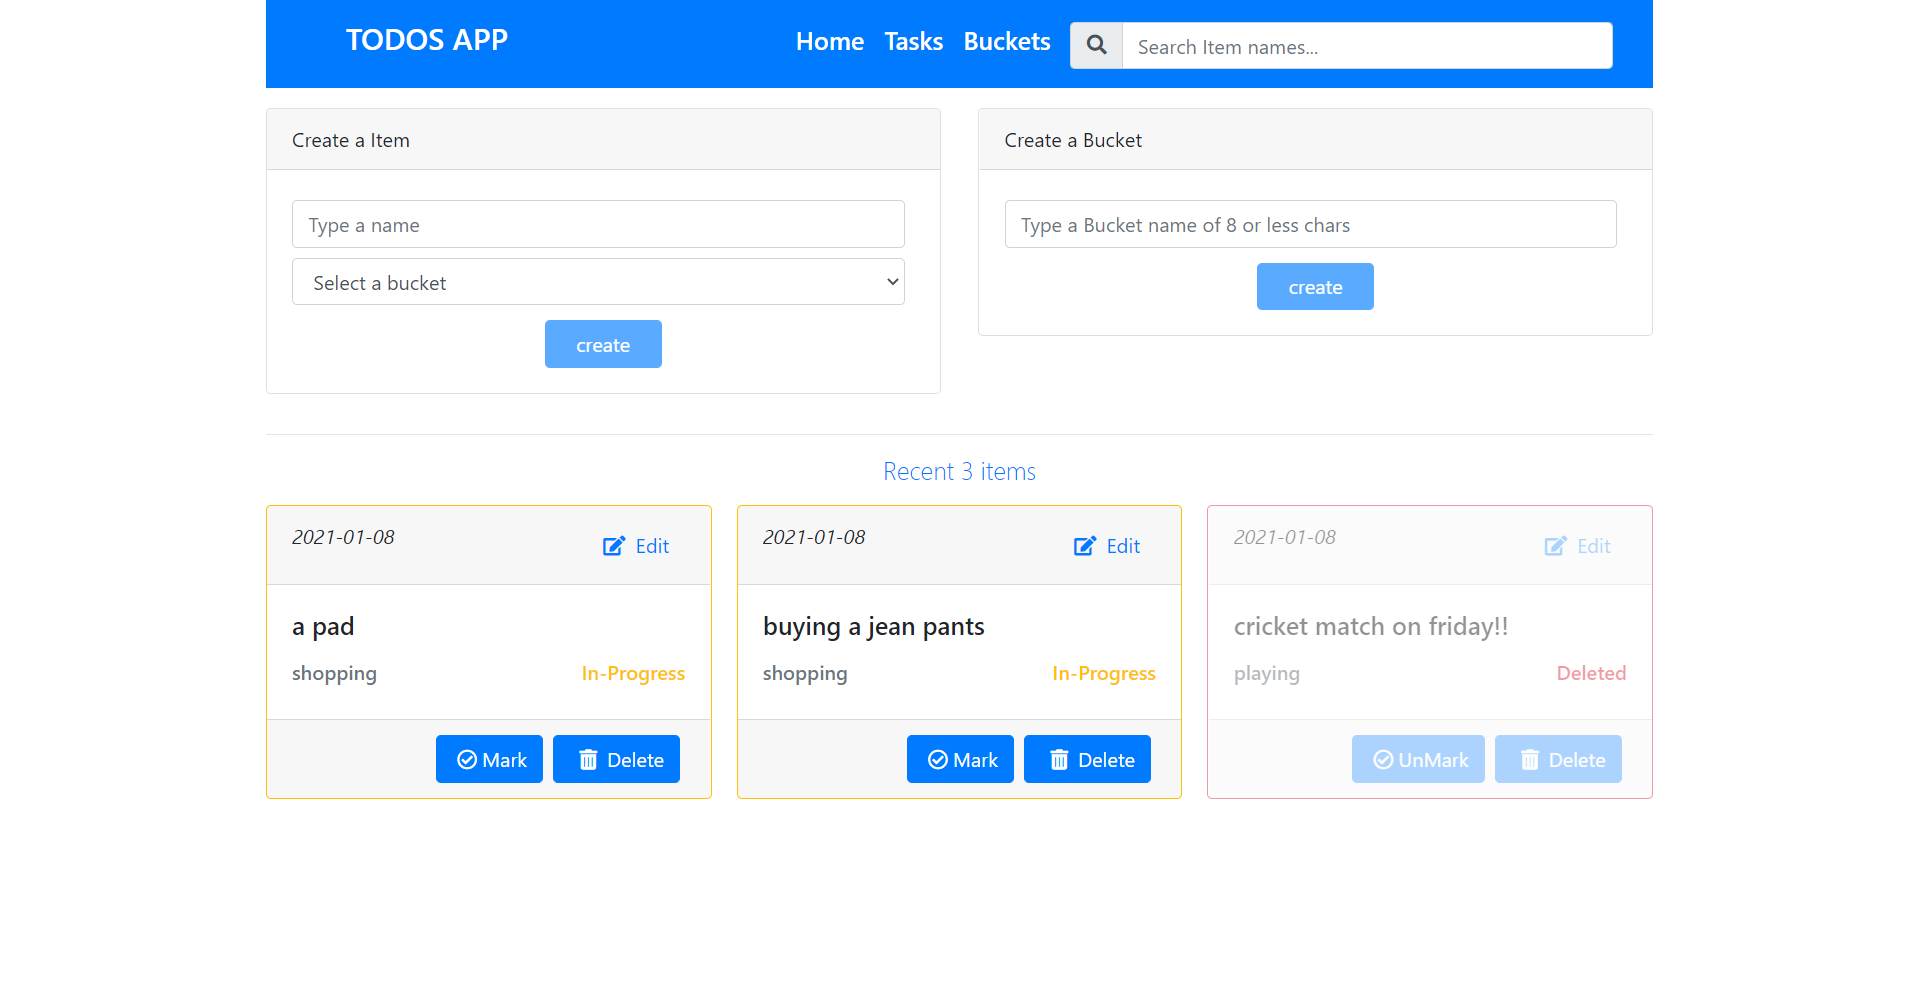 TODOS APP
Home Tasks Buckets Search Item names...
Create a Item
Type a name
Select a bucket
create
Create a Bucket
Type a Bucket name of 8 or less chars
create
Recent 3 items
2021-01-08 Edit
a pad
shopping In-Progress
Mark Delete
2021-01-08 Edit
buying a jean pants
shopping In-Progress
Mark Delete
2021-01-08 Edit
cricket match on friday!!
playing Deleted
UnMark Delete